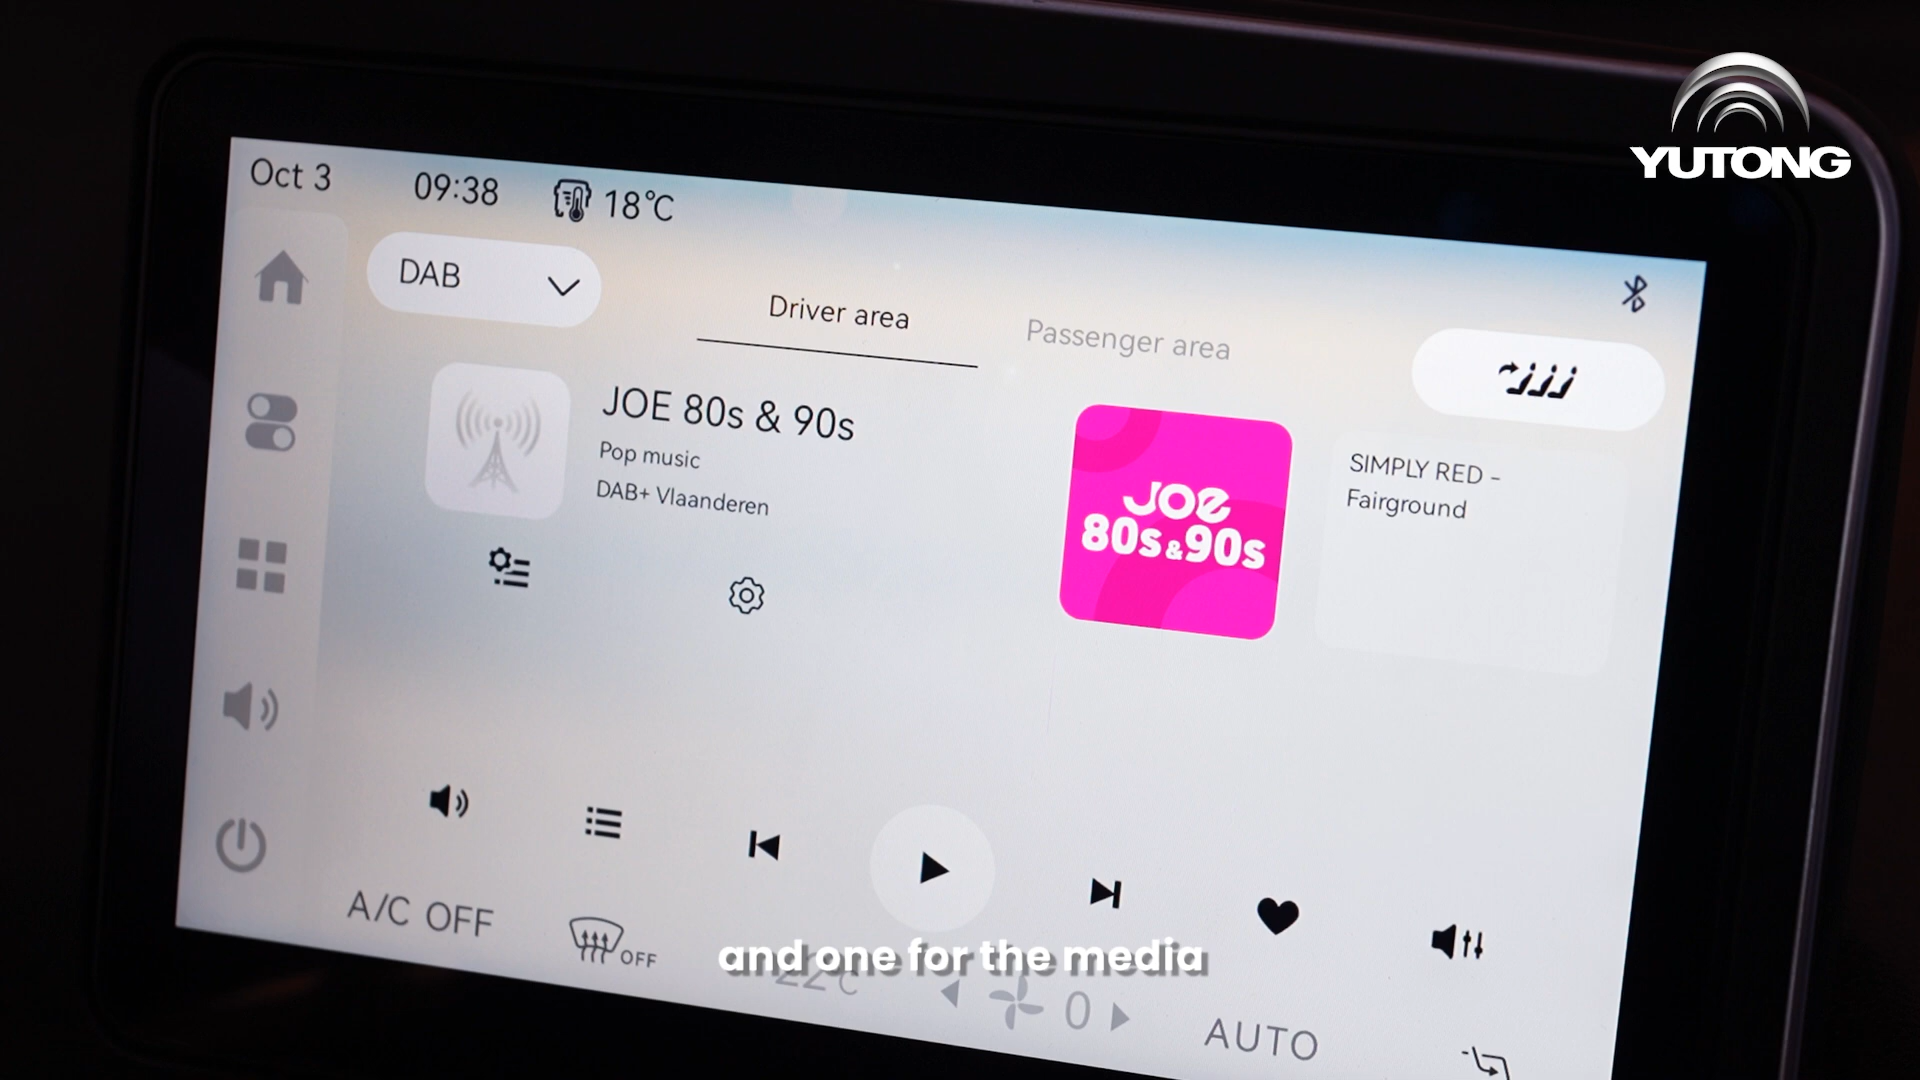 YUTONG
Oct 3
09:38
18°C
DAB
Driver area
Passenger area
JOE 80s & 90s
Pop music
DAB+ Vlaanderen
JOE
80s&90s
SIMPLY RED -
Fairground
A/C OFF
OFF
and one for the media
22°C
0
AUTO